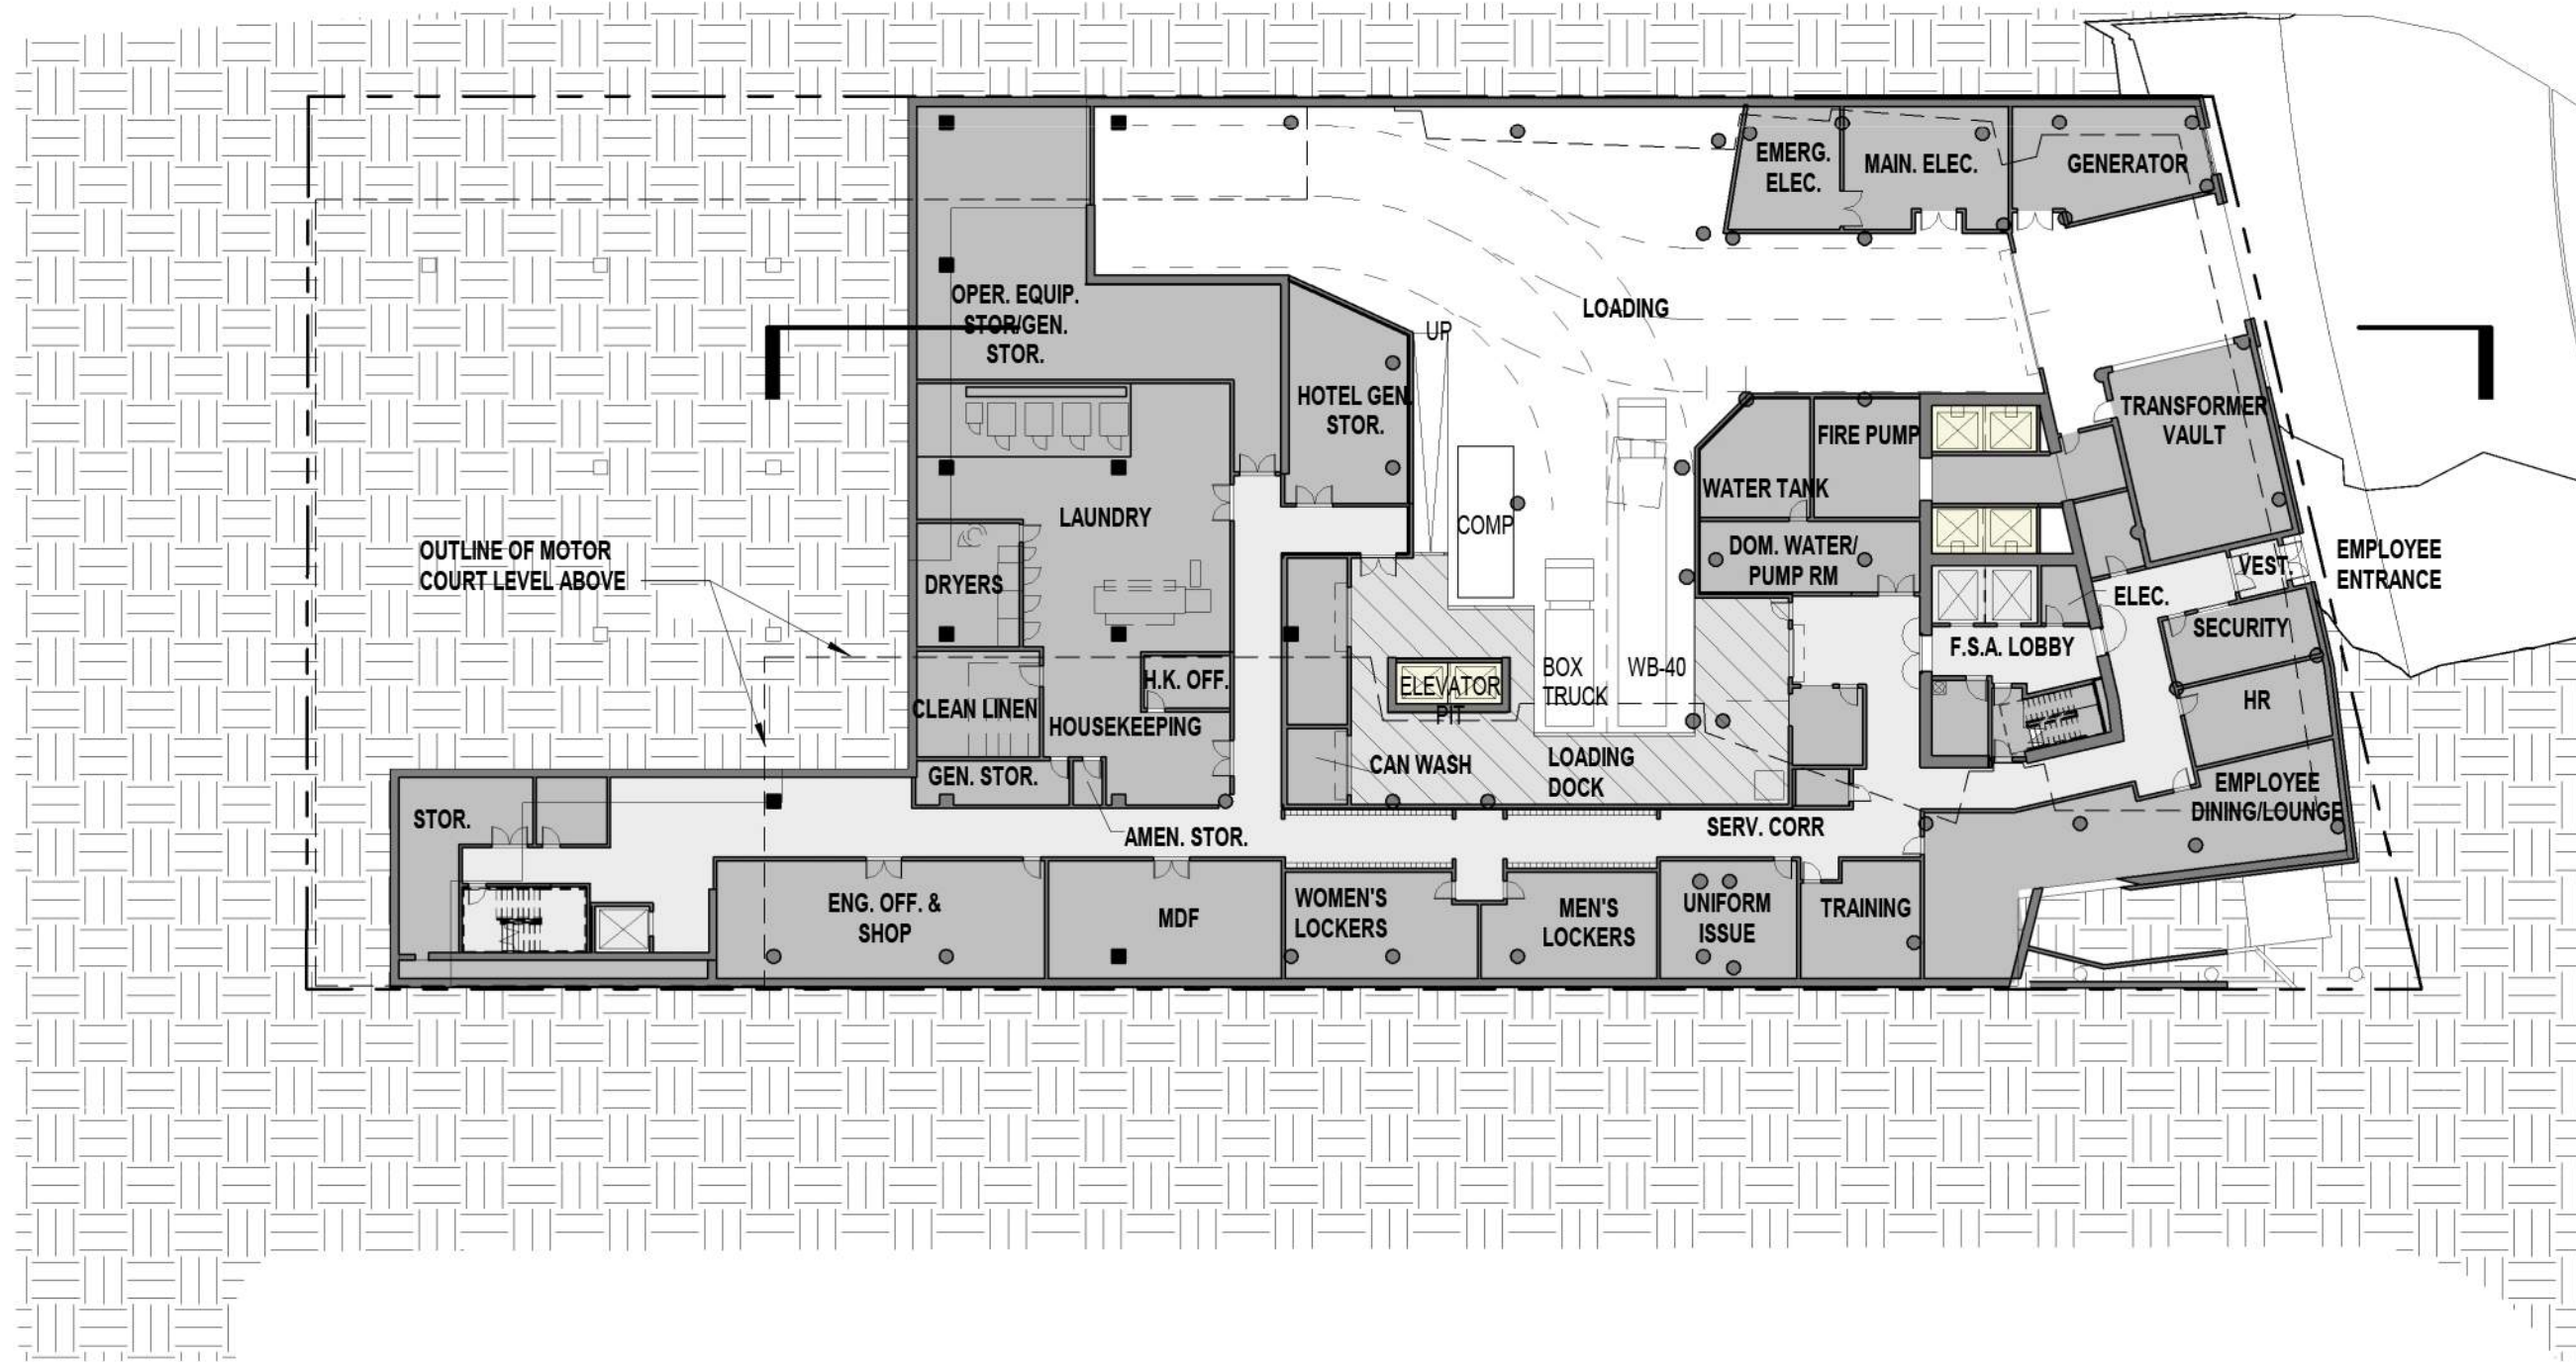 EMERG.
ELEC.
MAIN. ELEC.
GENERATOR
OPER. EQUIP.
STOR/GEN.
STOR.
LOADING
UP
HOTEL GEN.
STOR.
TRANSFORMER
VAULT
FIRE PUMP
WATER TANK
LAUNDRY
COMP
OUTLINE OF MOTOR
COURT LEVEL ABOVE
DRYERS
DOM. WATER/
PUMP RM
VEST.
EMPLOYEE
ENTRANCE
ELEC.
SECURITY
F.S.A. LOBBY
H.K. OFF.
ELEVATOR
PIT
BOX
TRUCK
WB-40
CLEAN LINEN
HOUSEKEEPING
HR
GEN. STOR.
CAN WASH
LOADING
DOCK
EMPLOYEE
DINING/LOUNGE
STOR.
AMEN. STOR.
SERV. CORR
ENG. OFF. &
SHOP
MDF
WOMEN'S
LOCKERS
MEN'S
LOCKERS
UNIFORM
ISSUE
TRAINING